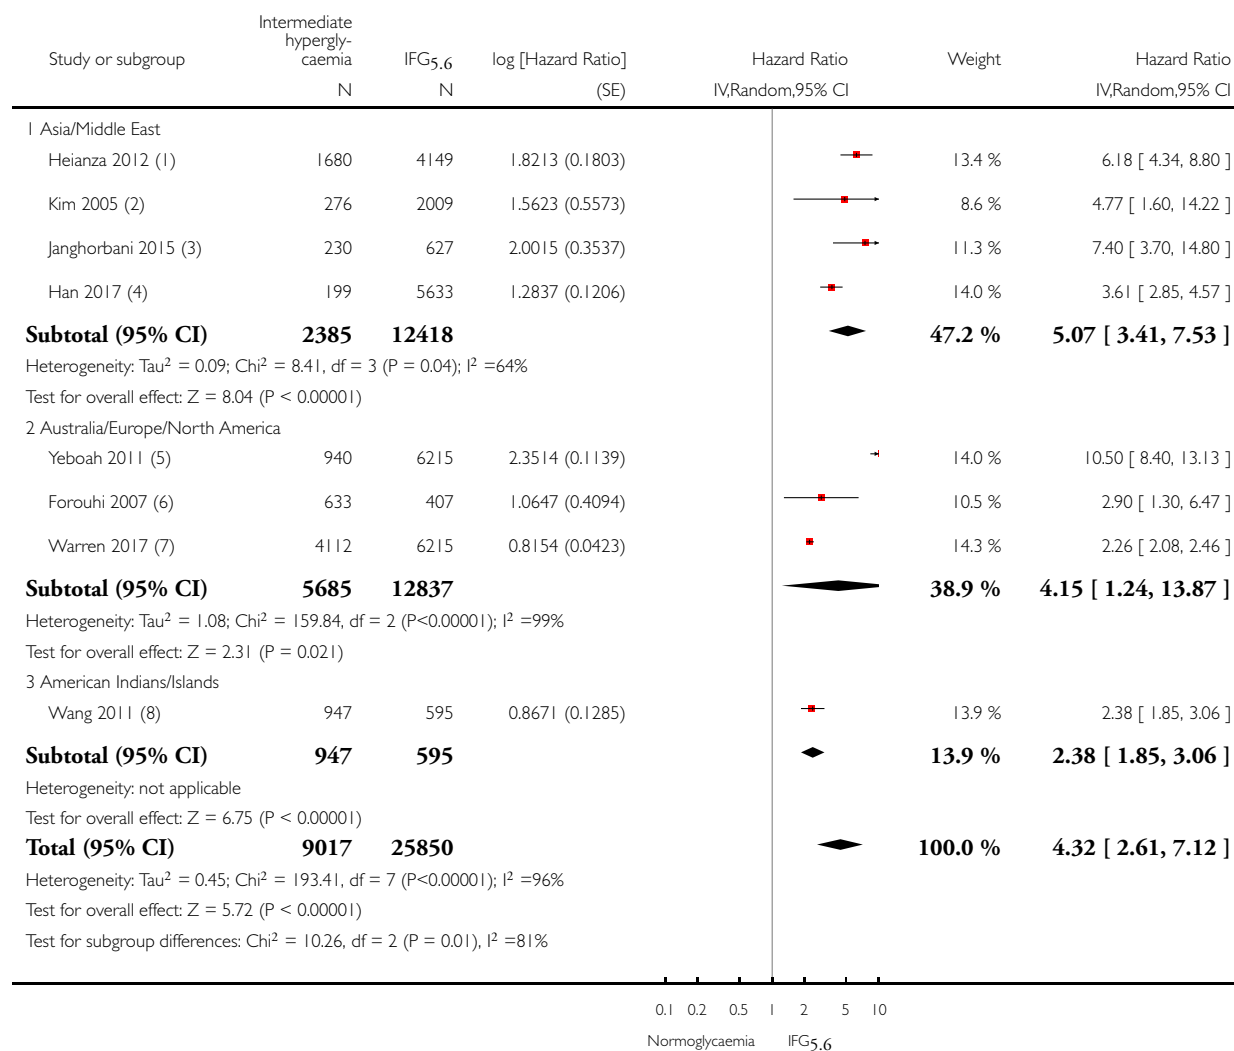 Study or subgroup Intermediate hypergly- caemia IFG5.6 log [Hazard Ratio] Hazard Ratio Weight Hazard Ratio
N N (SE) IV,Random,95% CI IV,Random,95% CI
1 Asia/Middle East
Heianza 2012 (1) 1680 4149 1.8213 (0.1803) 13.4 % 6.18 [ 4.34, 8.80 ]
Kim 2005 (2) 276 2009 1.5623 (0.5573) 8.6 % 4.77 [ 1.60, 14.22 ]
Janghorbani 2015 (3) 230 627 2.0015 (0.3537) 11.3 % 7.40 [ 3.70, 14.80 ]
Han 2017 (4) 199 5633 1.2837 (0.1206) 14.0 % 3.61 [ 2.85, 4.57 ]
Subtotal (95% CI) 2385 12418 47.2 % 5.07 [ 3.41, 7.53 ]
Heterogeneity: Tau² = 0.09; Chi² = 8.41, df = 3 (P = 0.04); I² =64%
Test for overall effect: Z = 8.04 (P < 0.00001)
2 Australia/Europe/North America
Yeboah 2011 (5) 940 6215 2.3514 (0.1139) 14.0 % 10.50 [ 8.40, 13.13 ]
Forouhi 2007 (6) 633 407 1.0647 (0.4094) 10.5 % 2.90 [ 1.30, 6.47 ]
Warren 2017 (7) 4112 6215 0.8154 (0.0423) 14.3 % 2.26 [ 2.08, 2.46 ]
Subtotal (95% CI) 5685 12837 38.9 % 4.15 [ 1.24, 13.87 ]
Heterogeneity: Tau² = 1.08; Chi² = 159.84, df = 2 (P<0.00001); I² =99%
Test for overall effect: Z = 2.31 (P = 0.021)
3 American Indians/Islands
Wang 2011 (8) 947 595 0.8671 (0.1285) 13.9 % 2.38 [ 1.85, 3.06 ]
Subtotal (95% CI) 947 595 13.9 % 2.38 [ 1.85, 3.06 ]
Heterogeneity: not applicable
Test for overall effect: Z = 6.75 (P < 0.00001)
Total (95% CI) 9017 25850 100.0 % 4.32 [ 2.61, 7.12 ]
Heterogeneity: Tau² = 0.45; Chi² = 193.41, df = 7 (P<0.00001); I² =96%
Test for overall effect: Z = 5.72 (P < 0.00001)
Test for subgroup differences: Chi² = 10.26, df = 2 (P = 0.01), I² =81%
0.1 0.2 0.5 1 2 5 10
Normoglycaemia IFG5.6